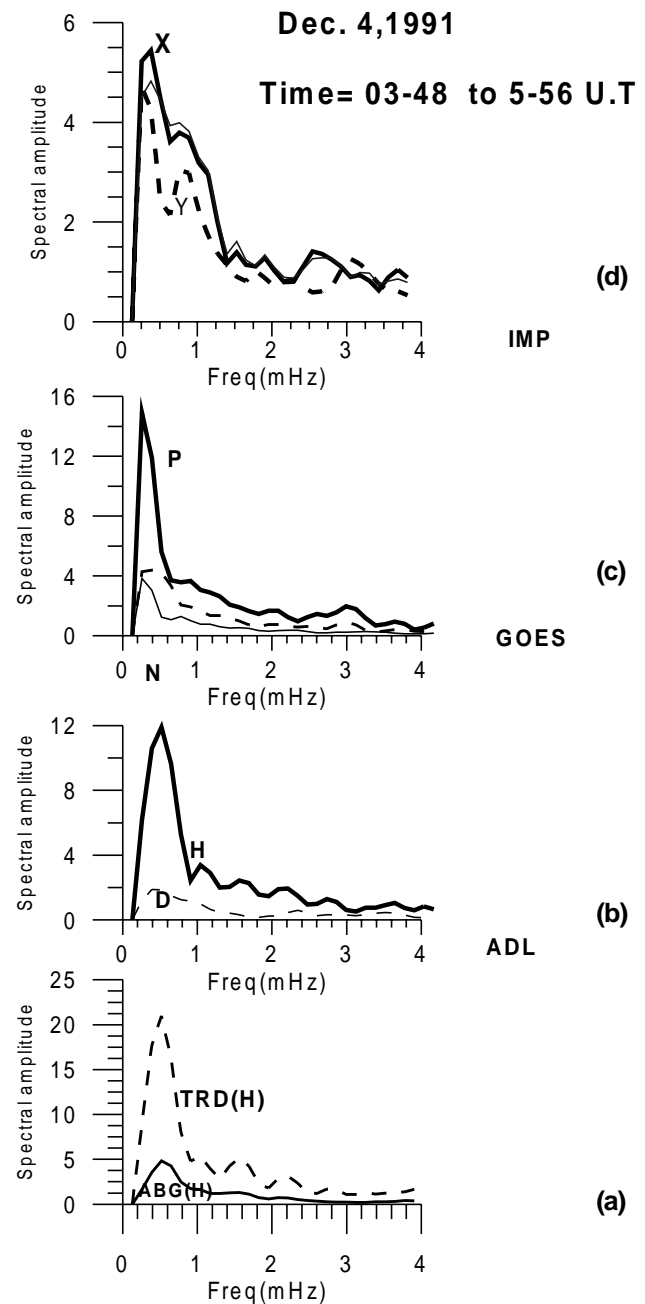 Dec. 4,1991
Time= 03-48 to 5-56 U.T
Spectral amplitude
6
4
2
0
X
Y
0 1 2 3 4
Freq(mHz)
(d)
IMP
Spectral amplitude
16
12
8
4
0
P
N
0 1 2 3 4
Freq(mHz)
(c)
GOES
Spectral amplitude
12
8
4
0
H
D
0 1 2 3 4
Freq(mHz)
(b)
ADL
Spectral amplitude
25
20
15
10
5
0
TRD(H)
ABG(H)
0 1 2 3 4
Freq(mHz)
(a)